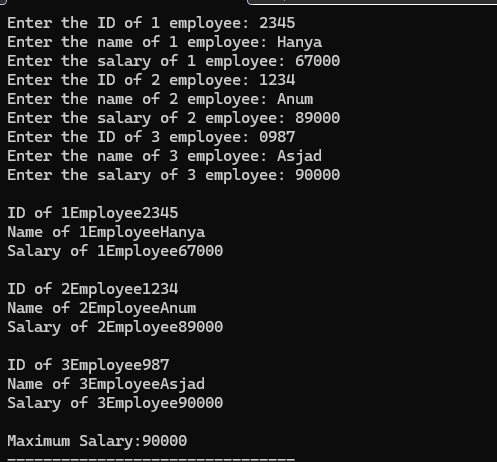 Enter the ID of 1 employee: 2345
Enter the name of 1 employee: Hanya
Enter the salary of 1 employee: 67000
Enter the ID of 2 employee: 1234
Enter the name of 2 employee: Anum
Enter the salary of 2 employee: 89000
Enter the ID of 3 employee: 0987
Enter the name of 3 employee: Asjad
Enter the salary of 3 employee: 90000
ID of 1Employee2345
Name of 1EmployeeHanya
Salary of 1Employee67000
ID of 2Employee1234
Name of 2EmployeeAnum
Salary of 2Employee89000
ID of 3Employee987
Name of 3EmployeeAsjad
Salary of 3Employee90000
Maximum Salary:90000
--------------------------------